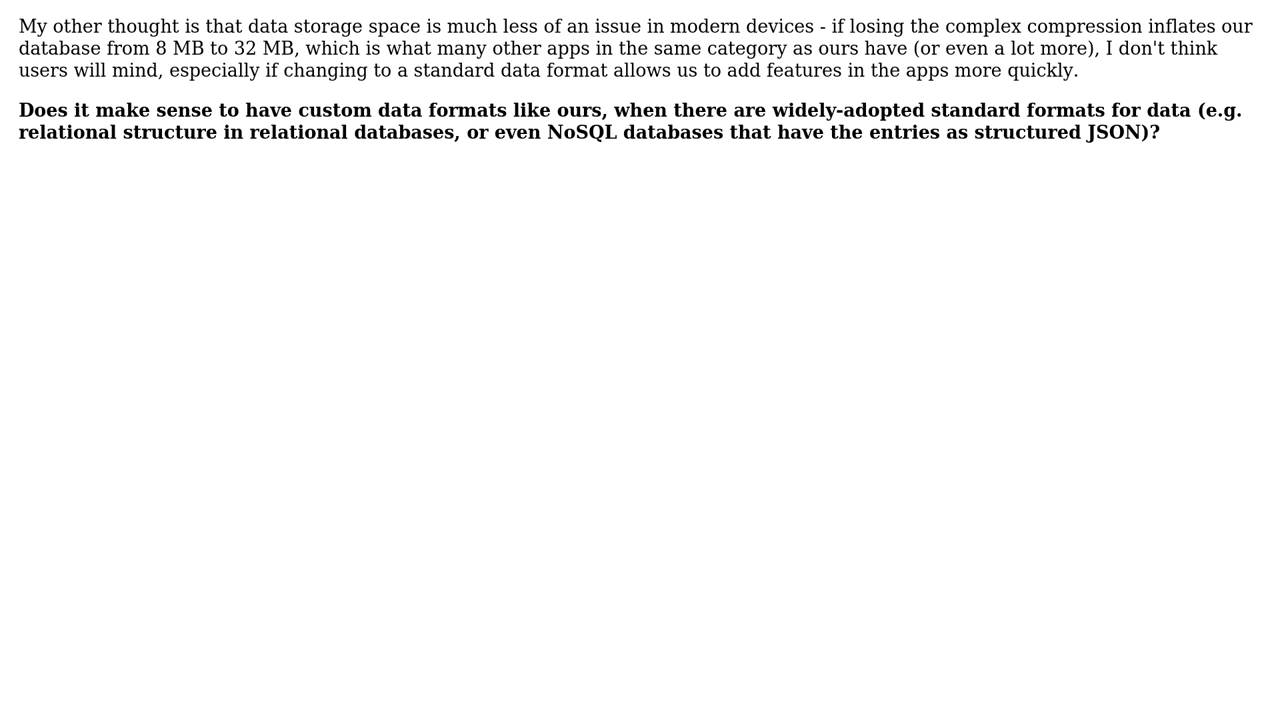 My other thought is that data storage space is much less of an issue in modern devices - if losing the complex compression inflates our
database from 8 MB to 32 MB, which is what many other apps in the same category as ours have (or even a lot more), I don't think
users will mind, especially if changing to a standard data format allows us to add features in the apps more quickly.
Does it make sense to have custom data formats like ours, when there are widely-adopted standard formats for data (e.g.
relational structure in relational databases, or even NoSQL databases that have the entries as structured JSON)?